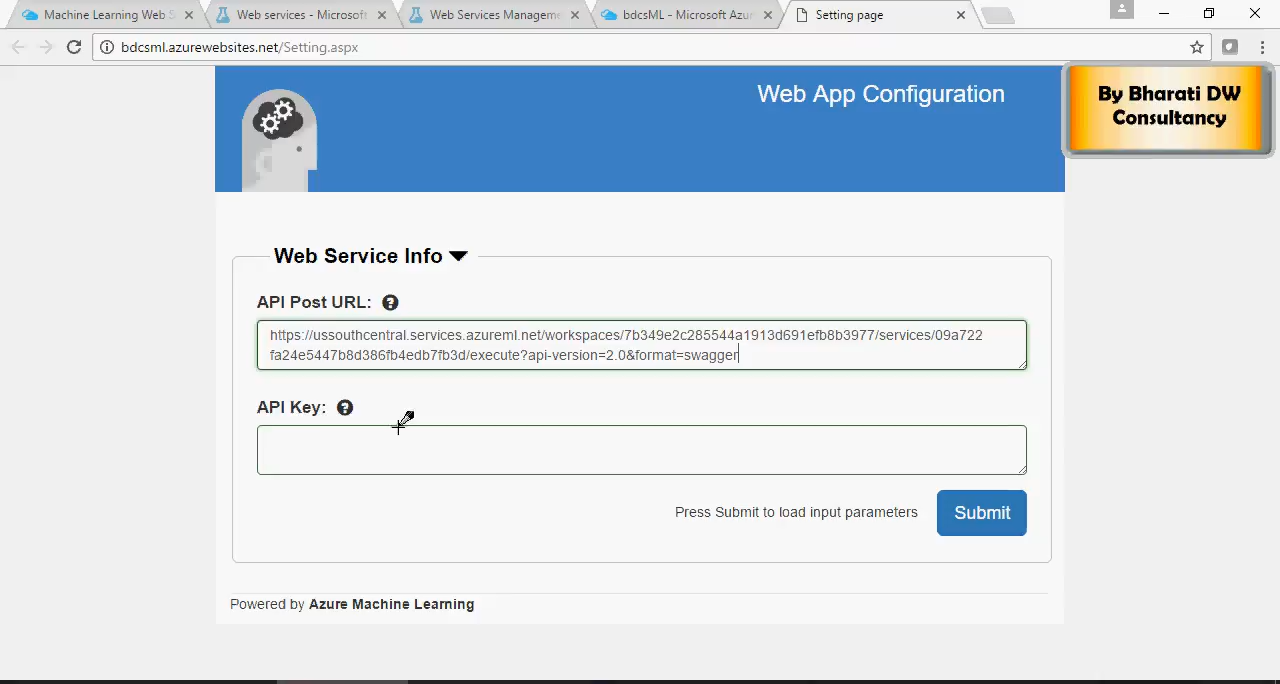 Machine Learning Web S
Web services - Microsoft
Web Services Manageme
bdcsML - Microsoft Azu
Setting page
bdcsml.azurewebsites.net/Setting.aspx
Web App Configuration
By Bharati DW
Consultancy
Web Service Info
API Post URL: ?
https://ussouthcentral.services.azureml.net/workspaces/7b349e2c285544a1913d691efb8b3977/services/09a722
fa24e5447b8d386fb4edb7fb3d/execute?api-version=2.0&format=swagger
API Key: ?
Press Submit to load input parameters
Submit
Powered by Azure Machine Learning